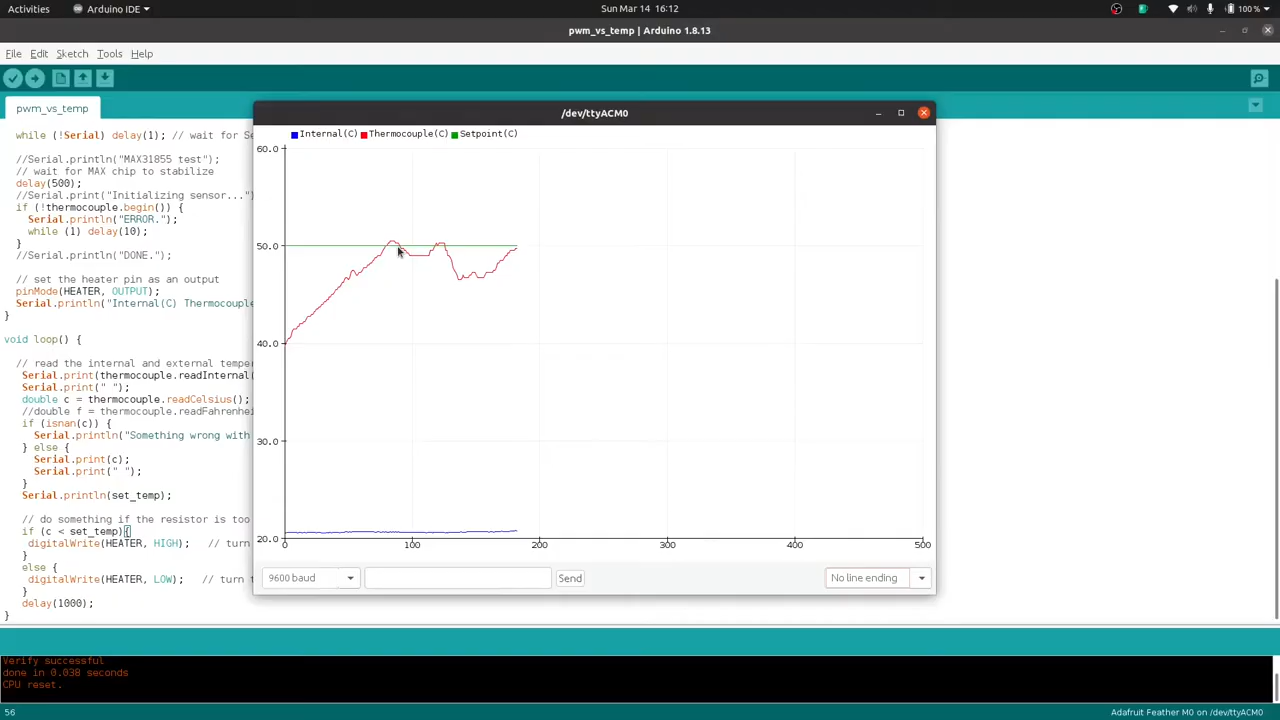 Activities
Arduino IDE
Sun Mar 14 16:12
100 %
pwm_vs_temp | Arduino 1.8.13
File Edit Sketch Tools Help
pwm_vs_temp
while (!Serial) delay(1); // wait for Se
//Serial.println("MAX31855 test");
// wait for MAX chip to stabilize
delay(500);
//Serial.print("Initializing sensor...")
if (!thermocouple.begin()) {
Serial.println("ERROR.");
while (1) delay(10);
}
//Serial.println("DONE.");
// set the heater pin as an output
pinMode(HEATER, OUTPUT);
Serial.println("Internal(C) Thermocouple
}
void loop() {
// read the internal and external temper
Serial.print(thermocouple.readInternal(
Serial.print(" ");
double c = thermocouple.readCelsius();
//double f = thermocouple.readFahrenhei
if (isnan(c)) {
Serial.println("Something wrong with
} else {
Serial.print(c);
Serial.print(" ");
}
Serial.println(set_temp);
// do something if the resistor is too
if (c < set_temp){
digitalWrite(HEATER, HIGH); // turn
}
else {
digitalWrite(HEATER, LOW); // turn t
}
delay(1000);
}
/dev/ttyACM0
Internal(C) Thermocouple(C) Setpoint(C)
60.0
50.0
40.0
30.0
20.0
0 100 200 300 400 500
9600 baud
Send
No line ending
Verify successful
done in 0.038 seconds
CPU reset.
56
Adafruit Feather M0 on /dev/ttyACM0